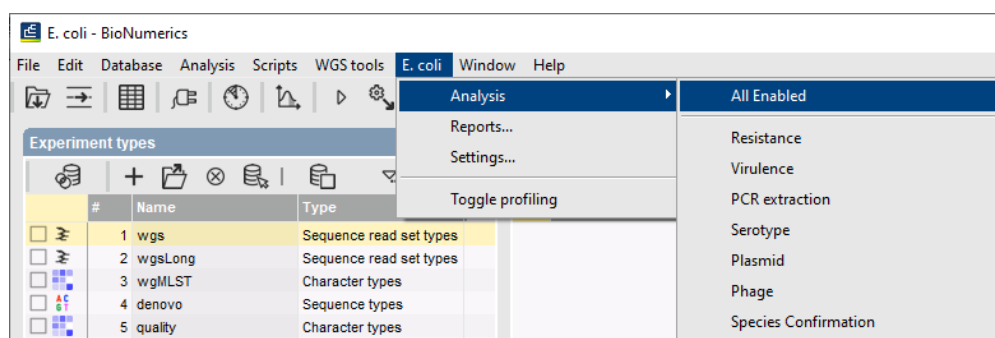 E. coli - BioNumerics
File Edit Database Analysis Scripts WGS tools E. coli Window Help
Analysis
All Enabled
Reports...
Settings...
Toggle profiling
Resistance
Virulence
PCR extraction
Serotype
Plasmid
Phage
Species Confirmation
Experiment types
# Name Type
1 wgs Sequence read set types
2 wgsLong Sequence read set types
3 wgMLST Character types
4 denovo Sequence types
5 quality Character types